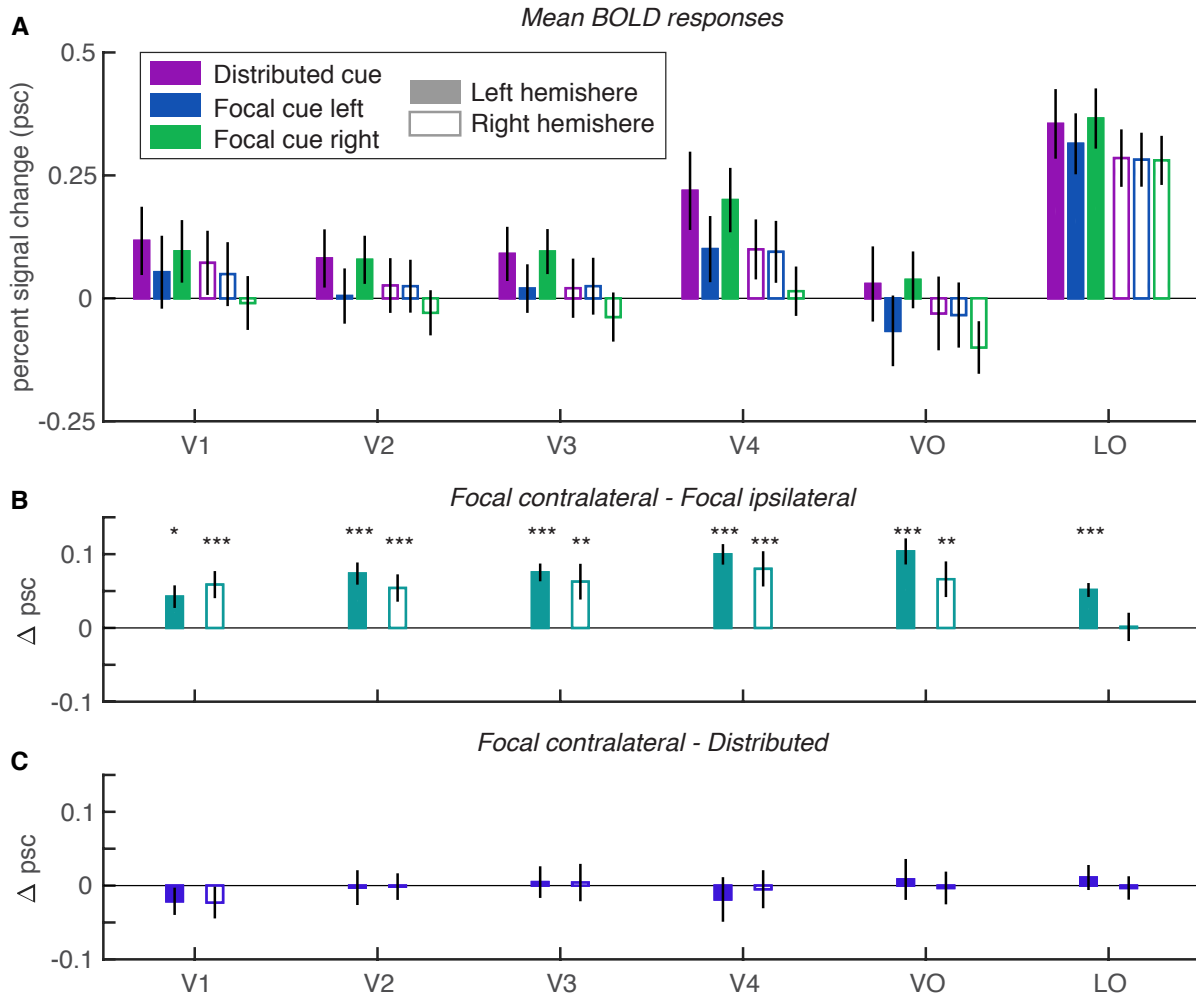 A
Mean BOLD responses
percent signal change (psc)
0.5
0.25
0
-0.25
Distributed cue
Focal cue left
Focal cue right
Left hemishere
Right hemishere
V1 V2 V3 V4 VO LO
B
Focal contralateral - Focal ipsilateral
Δ psc
0.1
0
-0.1
* *** *** *** *** ** *** *** *** ** ***
C
Focal contralateral - Distributed
Δ psc
0.1
0
-0.1
V1 V2 V3 V4 VO LO